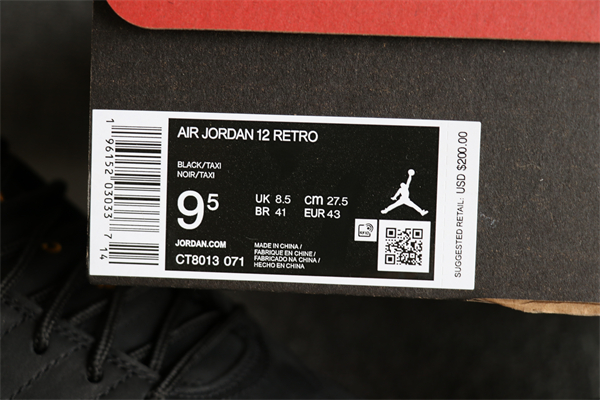 AIR JORDAN 12 RETRO
BLACK/TAXI
NOIR/TAXI
9.5
UK 8.5 cm 27.5
BR 41 EUR 43
JORDAN.COM
CT8013 071
MADE IN CHINA /
FABRIQUE EN CHINE /
FABRICADO NA CHINA /
HECHO EN CHINA
SUGGESTED RETAIL: USD $200.00
1 96152 03033 7 14